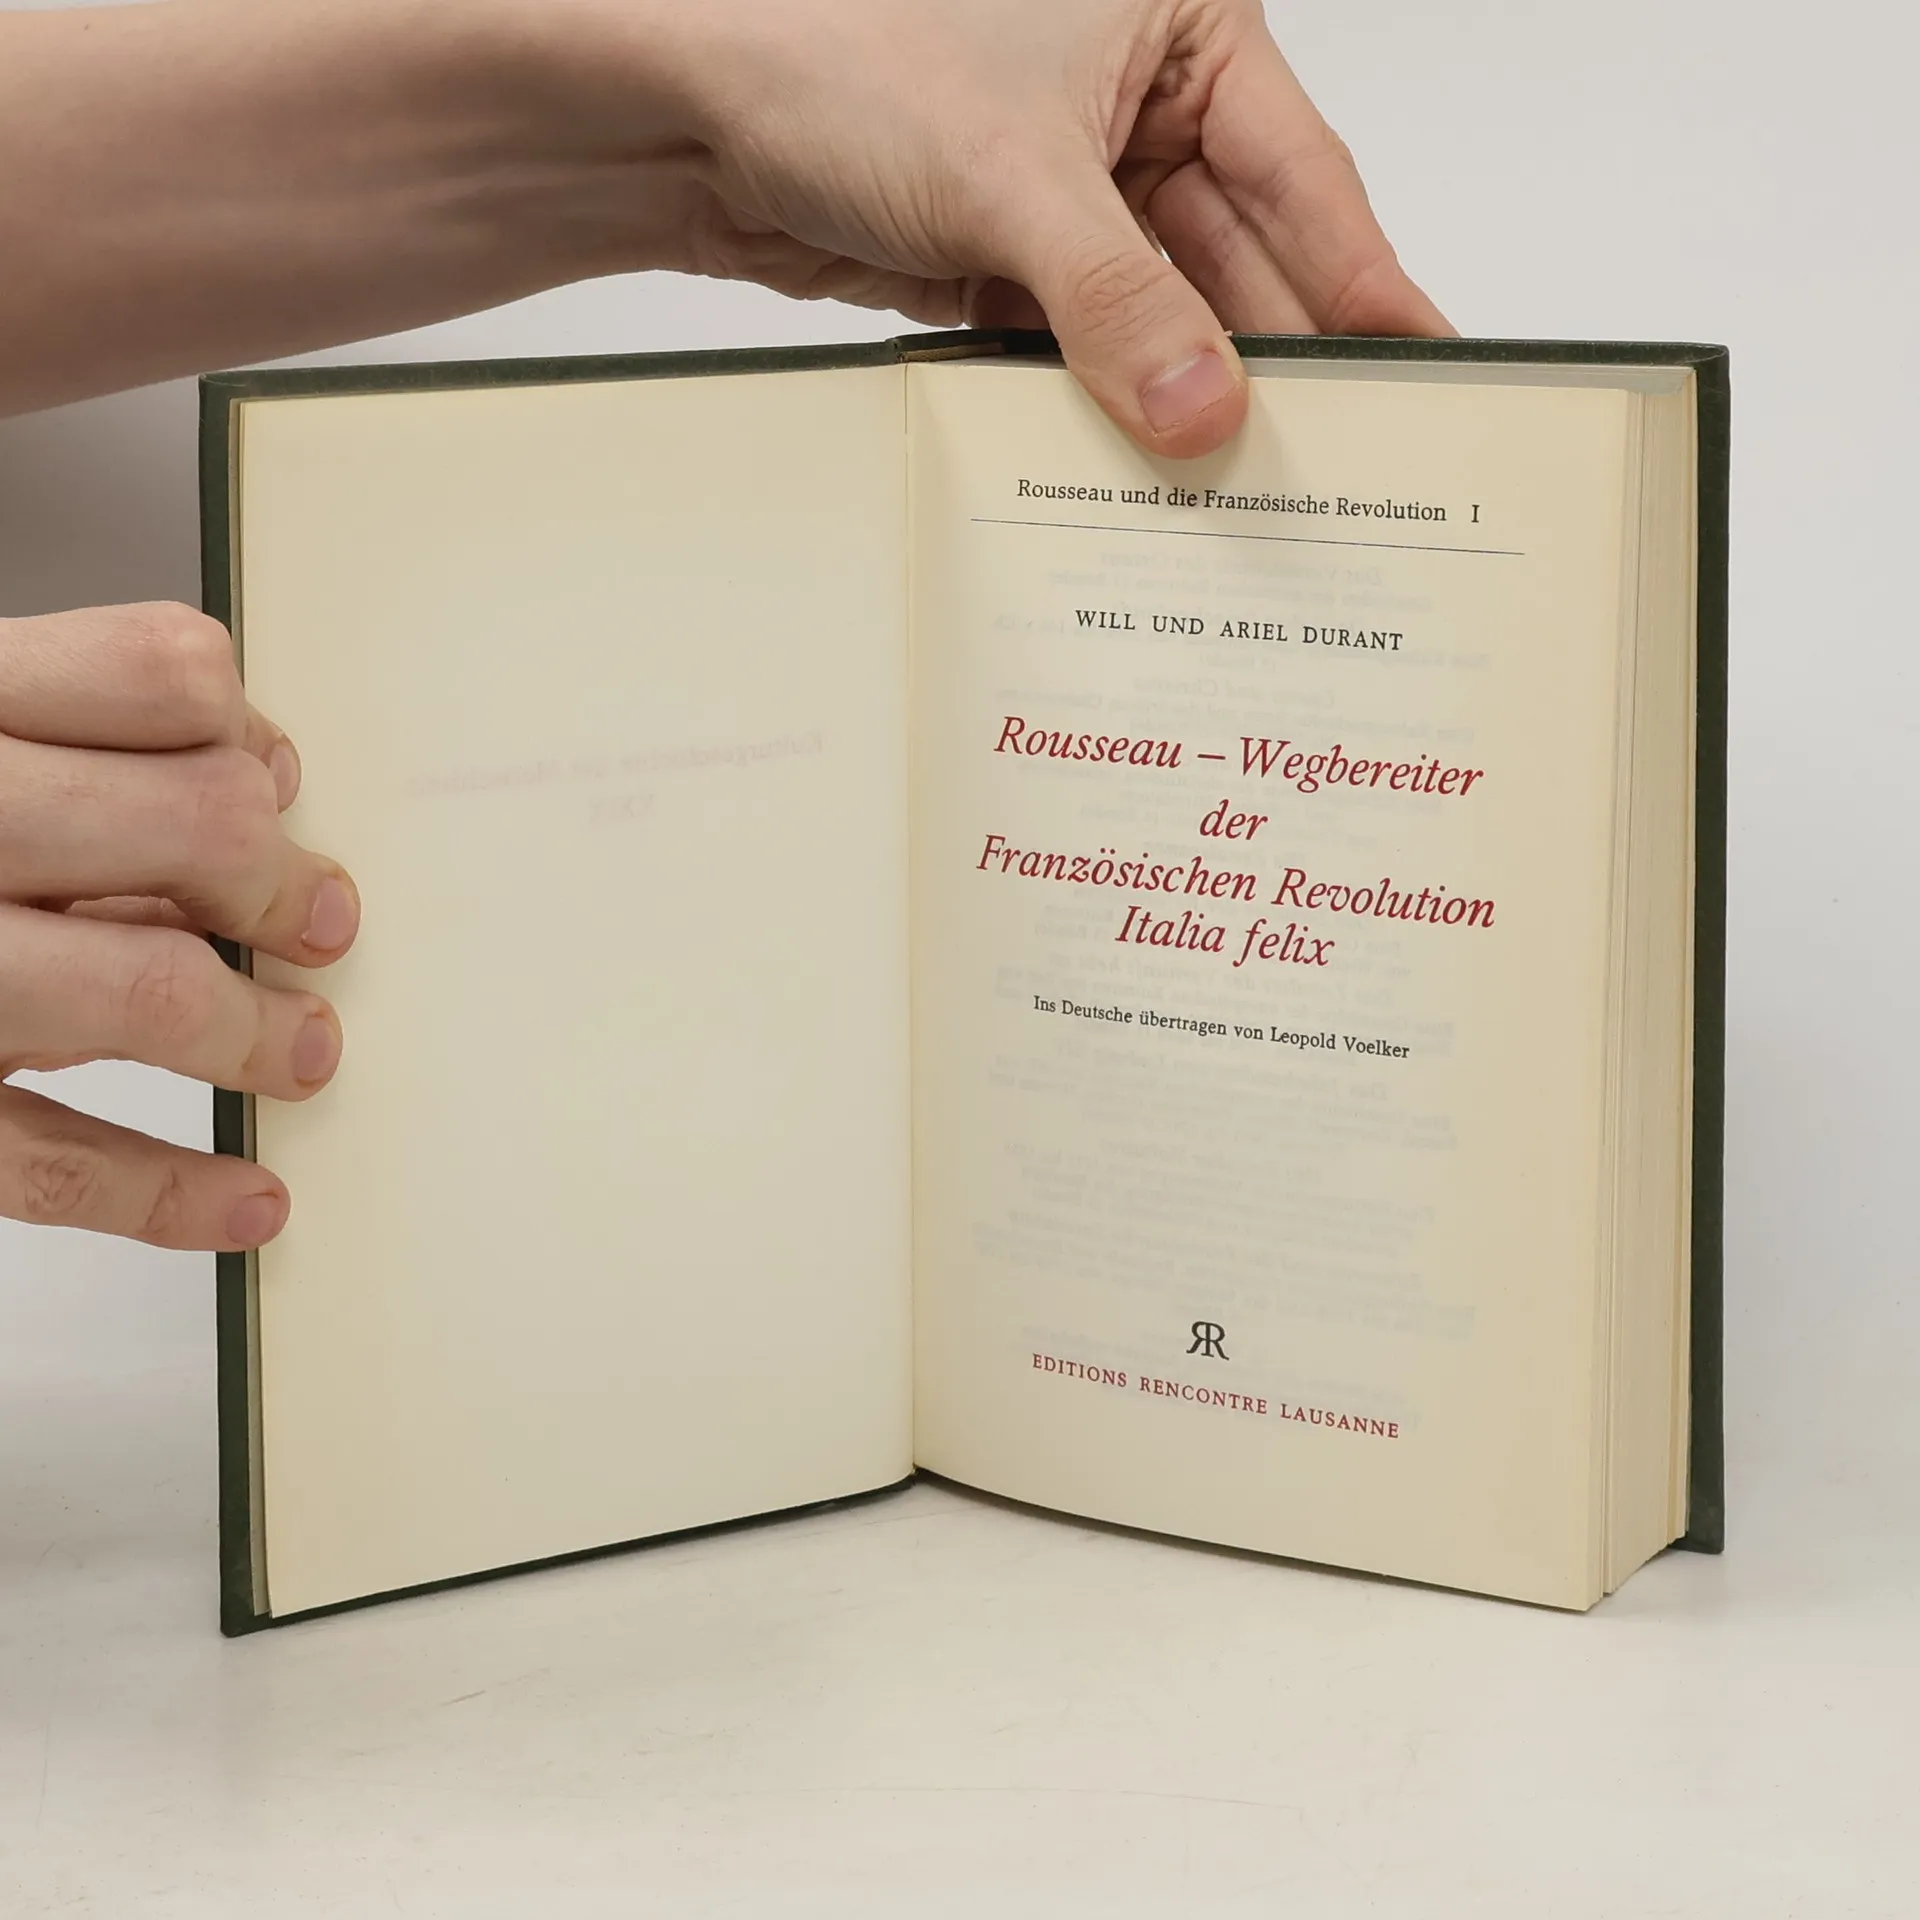 Rousseau und die Französische Revolution I
WILL UND ARIEL DURANT
Rousseau – Wegbereiter
der
Französischen Revolution
Italia felix
Ins Deutsche übertragen von Leopold Voelker
EDITIONS RENCONTRE LAUSANNE